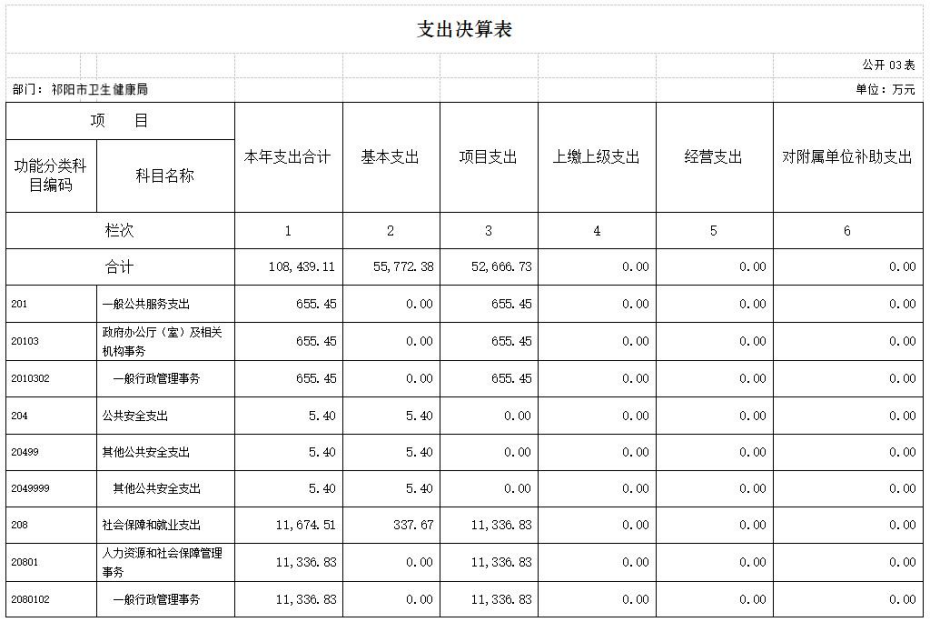 支出决算表
公开 03 表
部门： 祁阳市卫生健康局 单位：万元
项 目 本年支出合计 基本支出 项目支出 上缴上级支出 经营支出 对附属单位补助支出
功能分类科
目编码 科目名称
栏次 1 2 3 4 5 6
合计 108,439.11 55,772.38 52,666.73 0.00 0.00 0.00
201 一般公共服务支出 655.45 0.00 655.45 0.00 0.00 0.00
20103 政府办公厅（室）及相关
机构事务 655.45 0.00 655.45 0.00 0.00 0.00
2010302 一般行政管理事务 655.45 0.00 655.45 0.00 0.00 0.00
204 公共安全支出 5.40 5.40 0.00 0.00 0.00 0.00
20499 其他公共安全支出 5.40 5.40 0.00 0.00 0.00 0.00
2049999 其他公共安全支出 5.40 5.40 0.00 0.00 0.00 0.00
208 社会保障和就业支出 11,674.51 337.67 11,336.83 0.00 0.00 0.00
20801 人力资源和社会保障管理
事务 11,336.83 0.00 11,336.83 0.00 0.00 0.00
2080102 一般行政管理事务 11,336.83 0.00 11,336.83 0.00 0.00 0.00